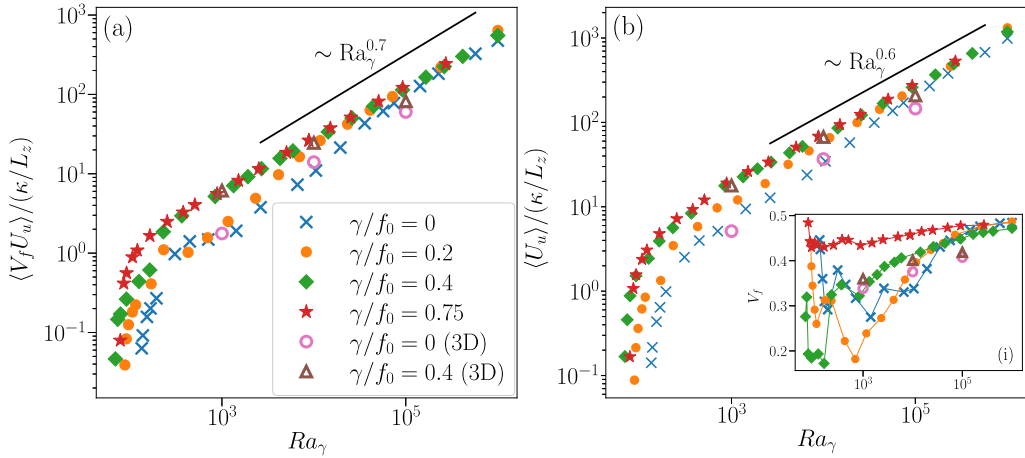 (a)
∼ Ra_γ^0.7
⟨V_f U_u⟩/(κ/L_z)
10^3
10^2
10^1
10^0
10^−1
γ/f_0 = 0
γ/f_0 = 0.2
γ/f_0 = 0.4
γ/f_0 = 0.75
γ/f_0 = 0 (3D)
γ/f_0 = 0.4 (3D)
10^3
10^5
Ra_γ
(b)
∼ Ra_γ^0.6
⟨U_u⟩/(κ/L_z)
10^3
10^2
10^1
10^0
10^−1
10^3
10^5
Ra_γ
V_f
0.5
0.4
0.3
0.2
(i)
10^3
10^5